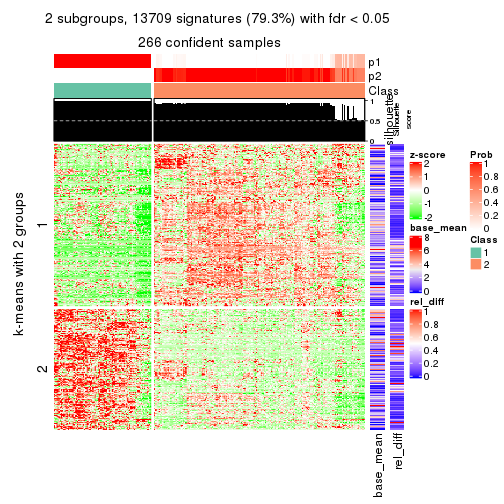 2 subgroups, 13709 signatures (79.3%) with fdr < 0.05
266 confident samples
p1
p2
Class
1
0.5
0
silhouette
Silhouette
score
k-means with 2 groups
1
2
base_mean
rel_diff
z-score
2
1
0
-1
-2
base_mean
8
6
4
2
0
rel_diff
1
0.8
0.6
0.4
0.2
0
Prob
1
0.8
0.6
0.4
0.2
0
Class
1
2